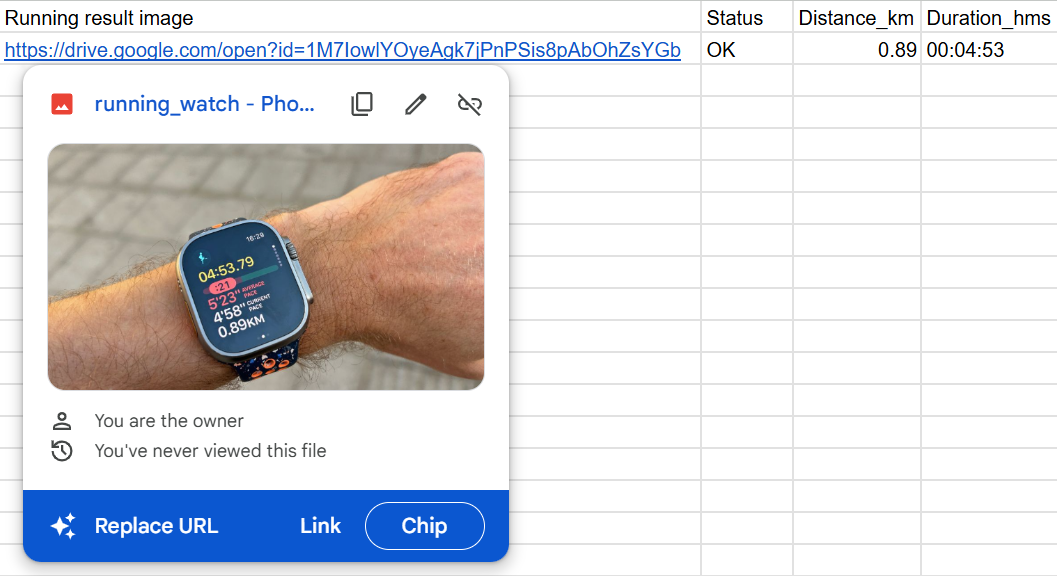 Running result image Status Distance_km Duration_hms
https://drive.google.com/open?id=1M7IowlYOyeAqk7jPnPSis8pAbOhZsYGb OK 0.89 00:04:53
running_watch - Pho...
16:29
04:53.79
:21
5'23" AVERAGE PACE
4'58" CURRENT PACE
0.89KM
You are the owner
You've never viewed this file
Replace URL Link Chip